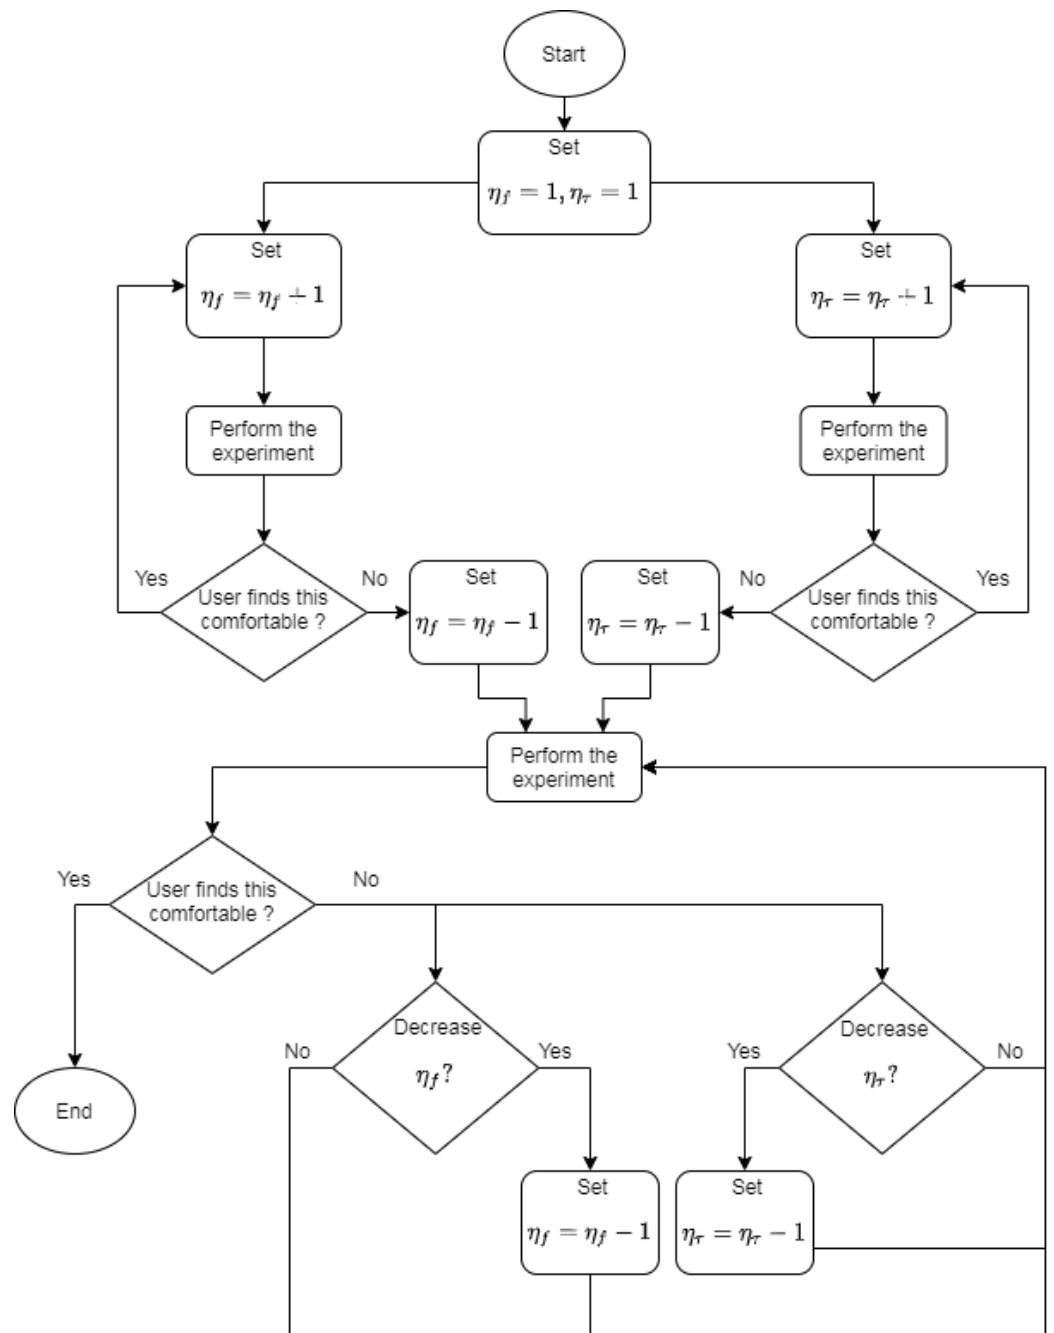 Start
Set
η_f = 1, η_τ = 1
Set
η_f = η_f + 1
Set
η_τ = η_τ + 1
Perform the
experiment
Perform the
experiment
Yes
User finds this
comfortable ?
No
Set
η_f = η_f − 1
Set
η_τ = η_τ − 1
No
User finds this
comfortable ?
Yes
Perform the
experiment
Yes
User finds this
comfortable ?
No
No
Decrease
η_f?
Yes
Yes
Decrease
η_τ?
No
End
Set
η_f = η_f − 1
Set
η_τ = η_τ − 1